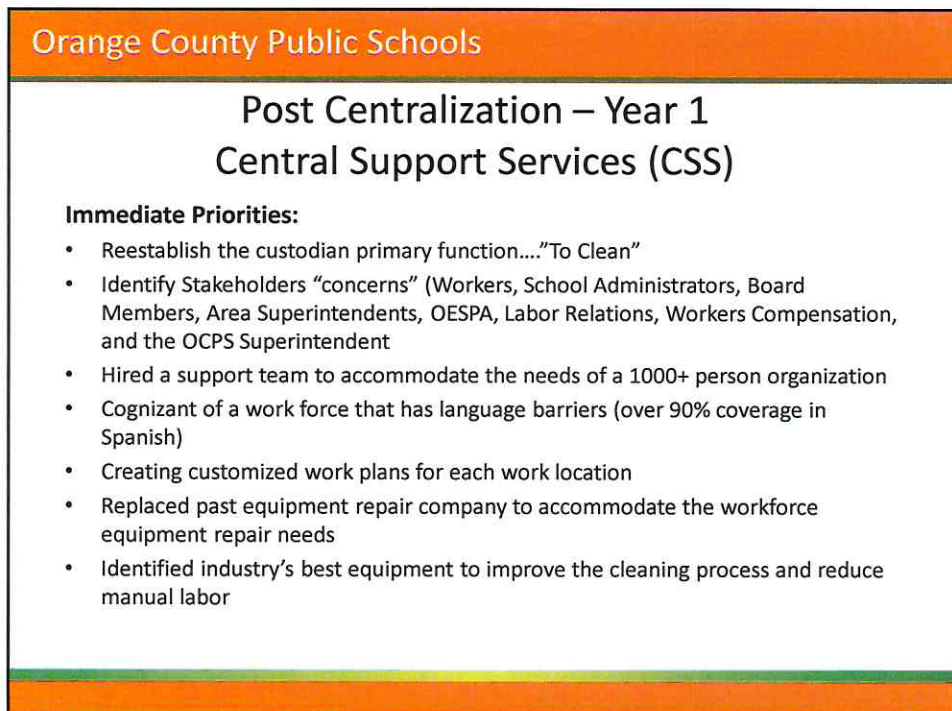 Orange County Public Schools
Post Centralization – Year 1
Central Support Services (CSS)
Immediate Priorities:
• Reestablish the custodian primary function....”To Clean”
• Identify Stakeholders “concerns” (Workers, School Administrators, Board
Members, Area Superintendents, OESPA, Labor Relations, Workers Compensation,
and the OCPS Superintendent
• Hired a support team to accommodate the needs of a 1000+ person organization
• Cognizant of a work force that has language barriers (over 90% coverage in
Spanish)
• Creating customized work plans for each work location
• Replaced past equipment repair company to accommodate the workforce
equipment repair needs
• Identified industry’s best equipment to improve the cleaning process and reduce
manual labor